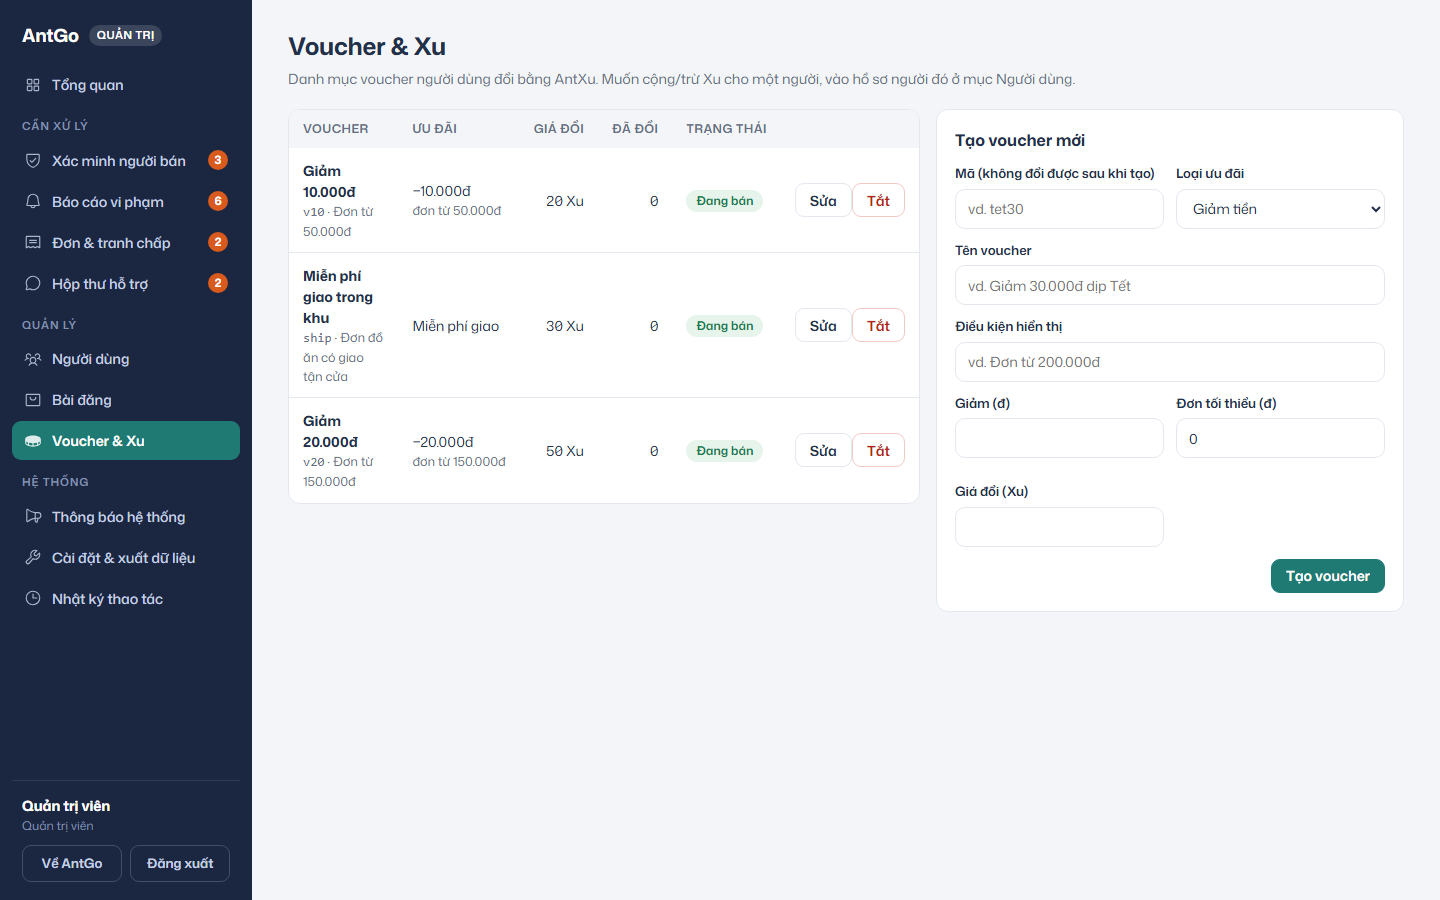 AntGo QUẢN TRỊ
Tổng quan
CẦN XỬ LÝ
Xác minh người bán 3
Báo cáo vi phạm 6
Đơn & tranh chấp 2
Hộp thư hỗ trợ 2
QUẢN LÝ
Người dùng
Bài đăng
Voucher & Xu
HỆ THỐNG
Thông báo hệ thống
Cài đặt & xuất dữ liệu
Nhật ký thao tác
Quản trị viên
Quản trị viên
Về AntGo Đăng xuất
Voucher & Xu
Danh mục voucher người dùng đổi bằng AntXu. Muốn cộng/trừ Xu cho một người, vào hồ sơ người đó ở mục Người dùng.
VOUCHER ƯU ĐÃI GIÁ ĐỔI ĐÃ ĐỔI TRẠNG THÁI
Giảm
10.000đ
v10 · Đơn từ
50.000đ
−10.000đ
đơn từ 50.000đ
20 Xu 0 Đang bán Sửa Tắt
Miễn phí
giao trong
khu
ship · Đơn đồ
ăn có giao
tận cửa
Miễn phí giao 30 Xu 0 Đang bán Sửa Tắt
Giảm
20.000đ
v20 · Đơn từ
150.000đ
−20.000đ
đơn từ 150.000đ
50 Xu 0 Đang bán Sửa Tắt
Tạo voucher mới
Mã (không đổi được sau khi tạo) Loại ưu đãi
vd. tet30 Giảm tiền
Tên voucher
vd. Giảm 30.000đ dịp Tết
Điều kiện hiển thị
vd. Đơn từ 200.000đ
Giảm (đ) Đơn tối thiểu (đ)
0
Giá đổi (Xu)
Tạo voucher